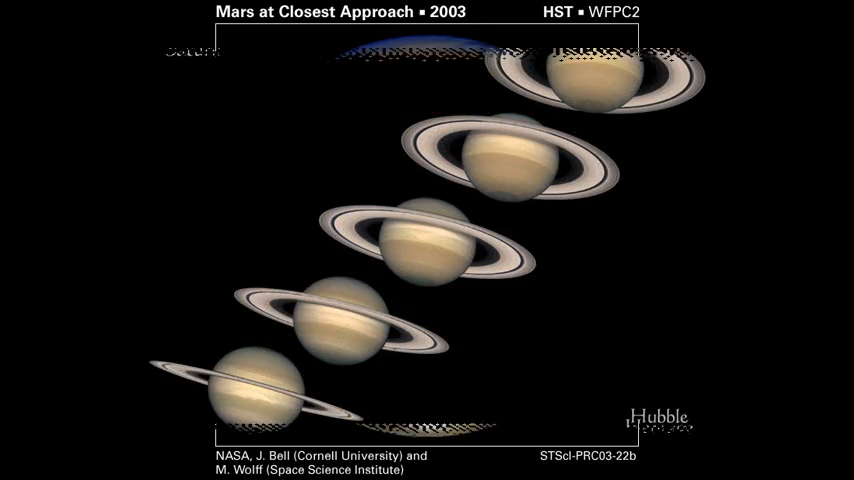 Mars at Closest Approach ▪ 2003
HST ▪ WFPC2
Hubble
NASA, J. Bell (Cornell University) and
M. Wolff (Space Science Institute)
STScI-PRC03-22b